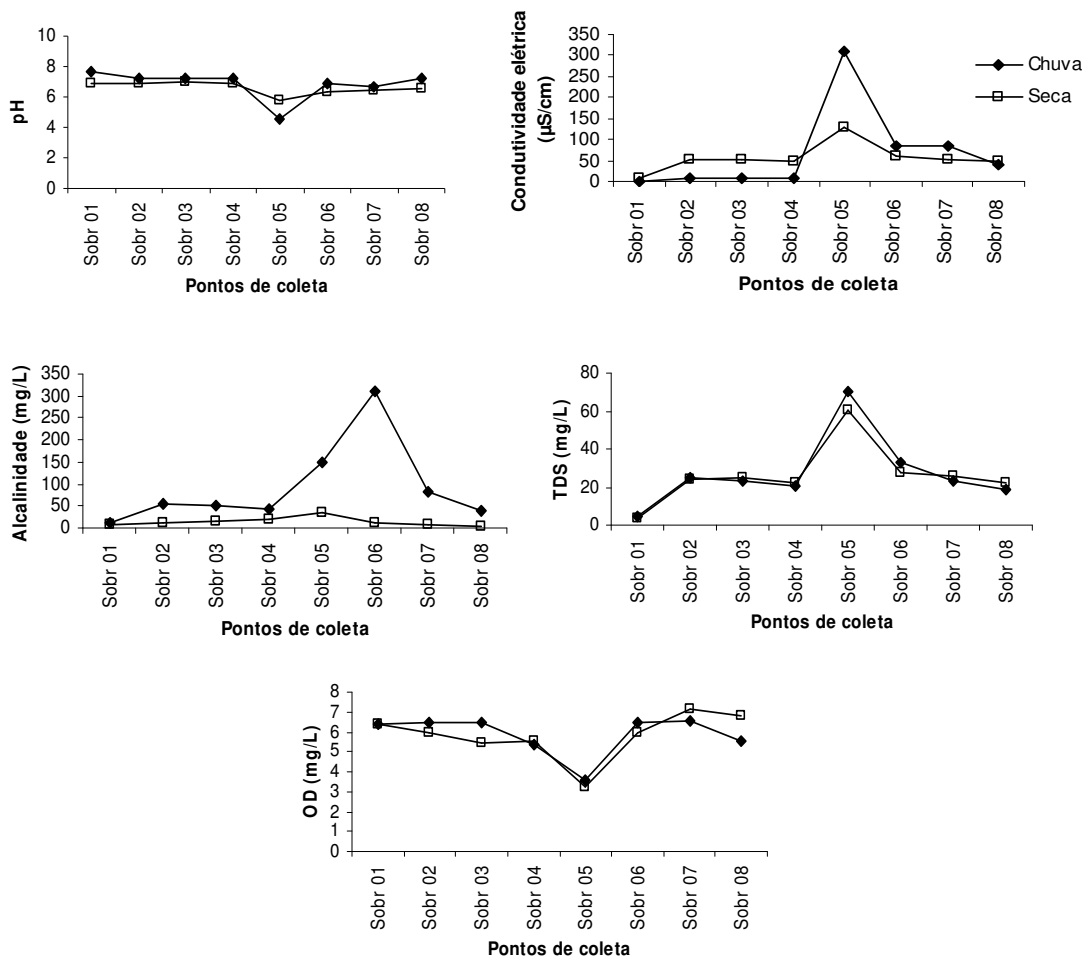 pH
10
8
6
4
2
0
Sobr 01
Sobr 02
Sobr 03
Sobr 04
Sobr 05
Sobr 06
Sobr 07
Sobr 08
Pontos de coleta
Condutividade elétrica
(µS/cm)
350
300
250
200
150
100
50
0
Sobr 01
Sobr 02
Sobr 03
Sobr 04
Sobr 05
Sobr 06
Sobr 07
Sobr 08
Pontos de coleta
Chuva
Seca
Alcalinidade (mg/L)
350
300
250
200
150
100
50
0
Sobr 01
Sobr 02
Sobr 03
Sobr 04
Sobr 05
Sobr 06
Sobr 07
Sobr 08
Pontos de coleta
TDS (mg/L)
80
60
40
20
0
Sobr 01
Sobr 02
Sobr 03
Sobr 04
Sobr 05
Sobr 06
Sobr 07
Sobr 08
Pontos de coleta
OD (mg/L)
8
7
6
5
4
3
2
1
0
Sobr 01
Sobr 02
Sobr 03
Sobr 04
Sobr 05
Sobr 06
Sobr 07
Sobr 08
Pontos de coleta